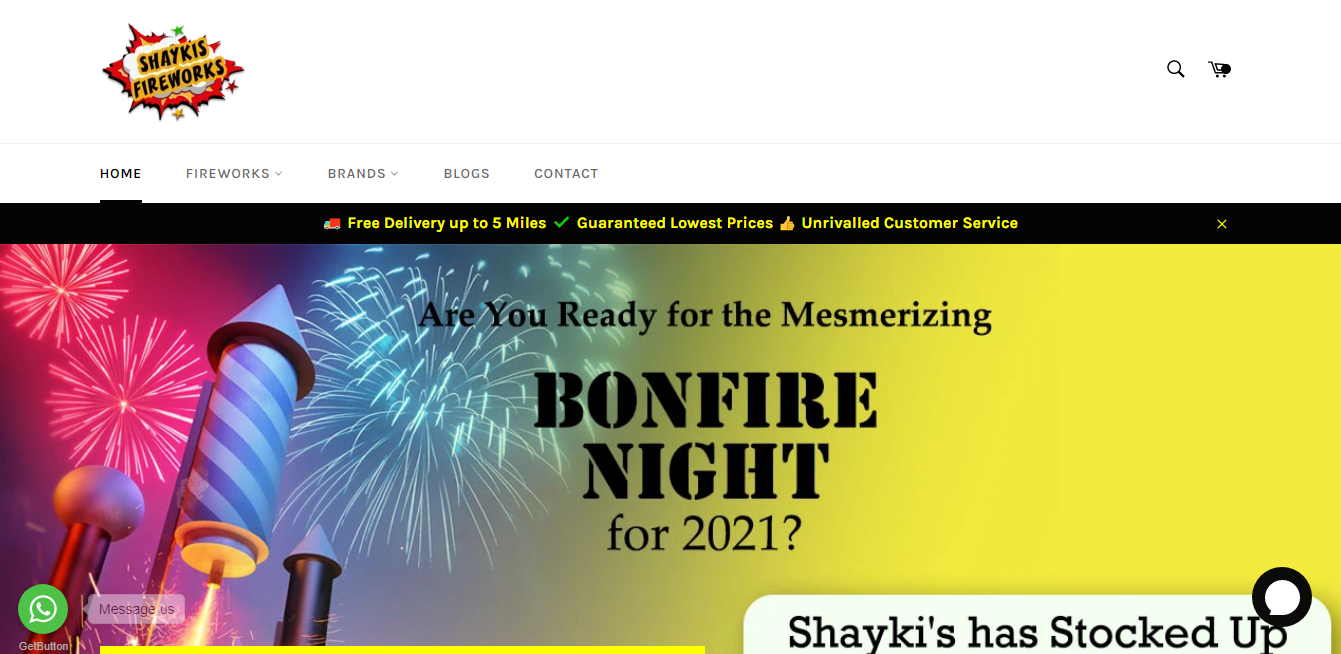 SHAYKIS
FIREWORKS
HOME FIREWORKS BRANDS BLOGS CONTACT
Free Delivery up to 5 Miles Guaranteed Lowest Prices Unrivalled Customer Service
Are You Ready for the Mesmerizing
BONFIRE
NIGHT
for 2021?
Message us
GetButton
Shayki's has Stocked Up